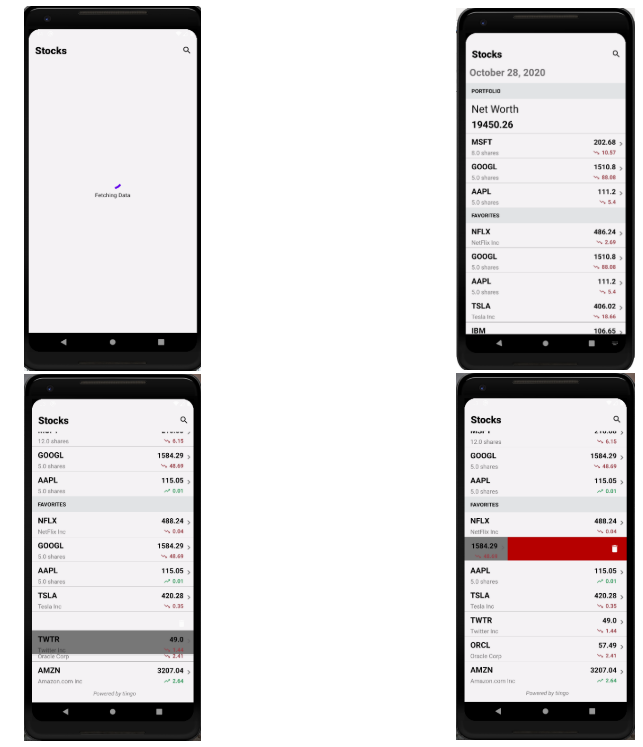 Stocks
Fetching Data
Stocks
October 28, 2020
PORTFOLIO
Net Worth
19450.26
MSFT 202.68
8.0 shares 10.57
GOOGL 1510.8
5.0 shares 88.08
AAPL 111.2
5.0 shares 5.4
FAVORITES
NFLX 486.24
NetFlix Inc 2.69
GOOGL 1510.8
5.0 shares 88.08
AAPL 111.2
5.0 shares 5.4
TSLA 406.02
Tesla Inc 18.66
IBM 106.65
Stocks
12.0 shares 6.15
GOOGL 1584.29
5.0 shares 48.69
AAPL 115.05
5.0 shares 0.01
FAVORITES
NFLX 488.24
NetFlix Inc 0.04
GOOGL 1584.29
5.0 shares 48.69
AAPL 115.05
5.0 shares 0.01
TSLA 420.28
Tesla Inc 0.35
TWTR 49.0
Twitter Inc
Oracle Corp 2.41
AMZN 3207.04
Amazon.com Inc 2.64
Powered by tiingo
Stocks
12.0 shares 6.15
GOOGL 1584.29
5.0 shares 48.69
AAPL 115.05
5.0 shares 0.01
FAVORITES
NFLX 488.24
NetFlix Inc 0.04
1584.29
AAPL 115.05
5.0 shares 0.01
TSLA 420.28
Tesla Inc 0.35
TWTR 49.0
Twitter Inc 1.44
ORCL 57.49
Oracle Corp 2.41
AMZN 3207.04
Amazon.com Inc 2.64
Powered by tiingo